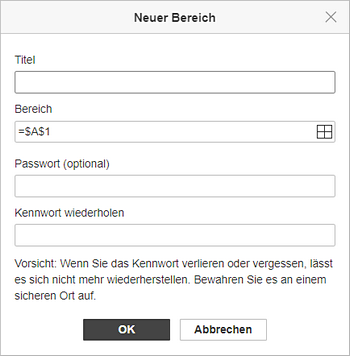 Neuer Bereich
Titel
Bereich
=$A$1
Passwort (optional)
Kennwort wiederholen
Vorsicht: Wenn Sie das Kennwort verlieren oder vergessen, lässt
es sich nicht mehr wiederherstellen. Bewahren Sie es an einem
sicheren Ort auf.
OK
Abbrechen